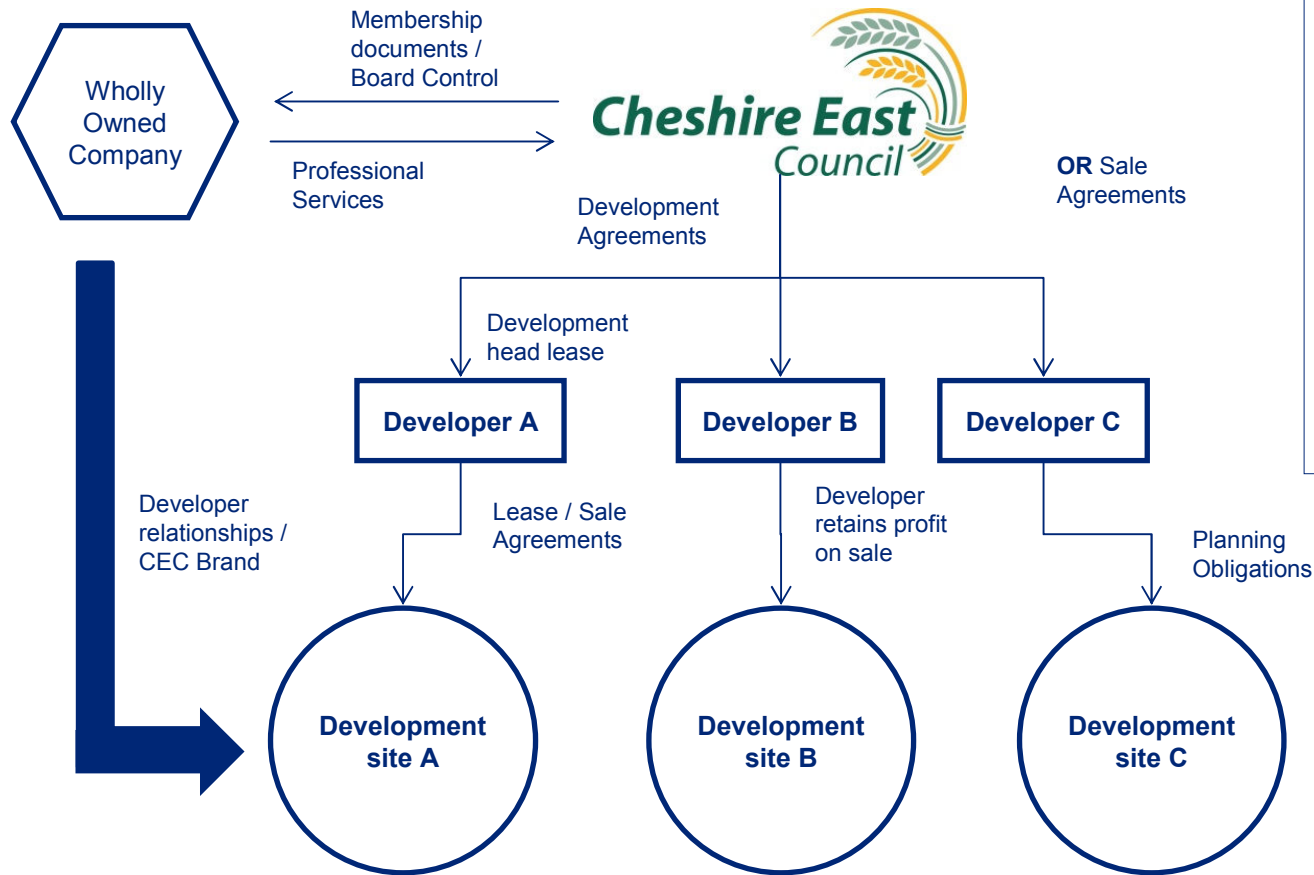 Membership
documents /
Board Control
Wholly
Owned
Company
Cheshire East
Council
Professional
Services
OR Sale
Agreements
Development
Agreements
Development
head lease
Developer A
Developer B
Developer C
Developer
relationships /
CEC Brand
Lease / Sale
Agreements
Developer
retains profit
on sale
Planning
Obligations
Development
site A
Development
site B
Development
site C